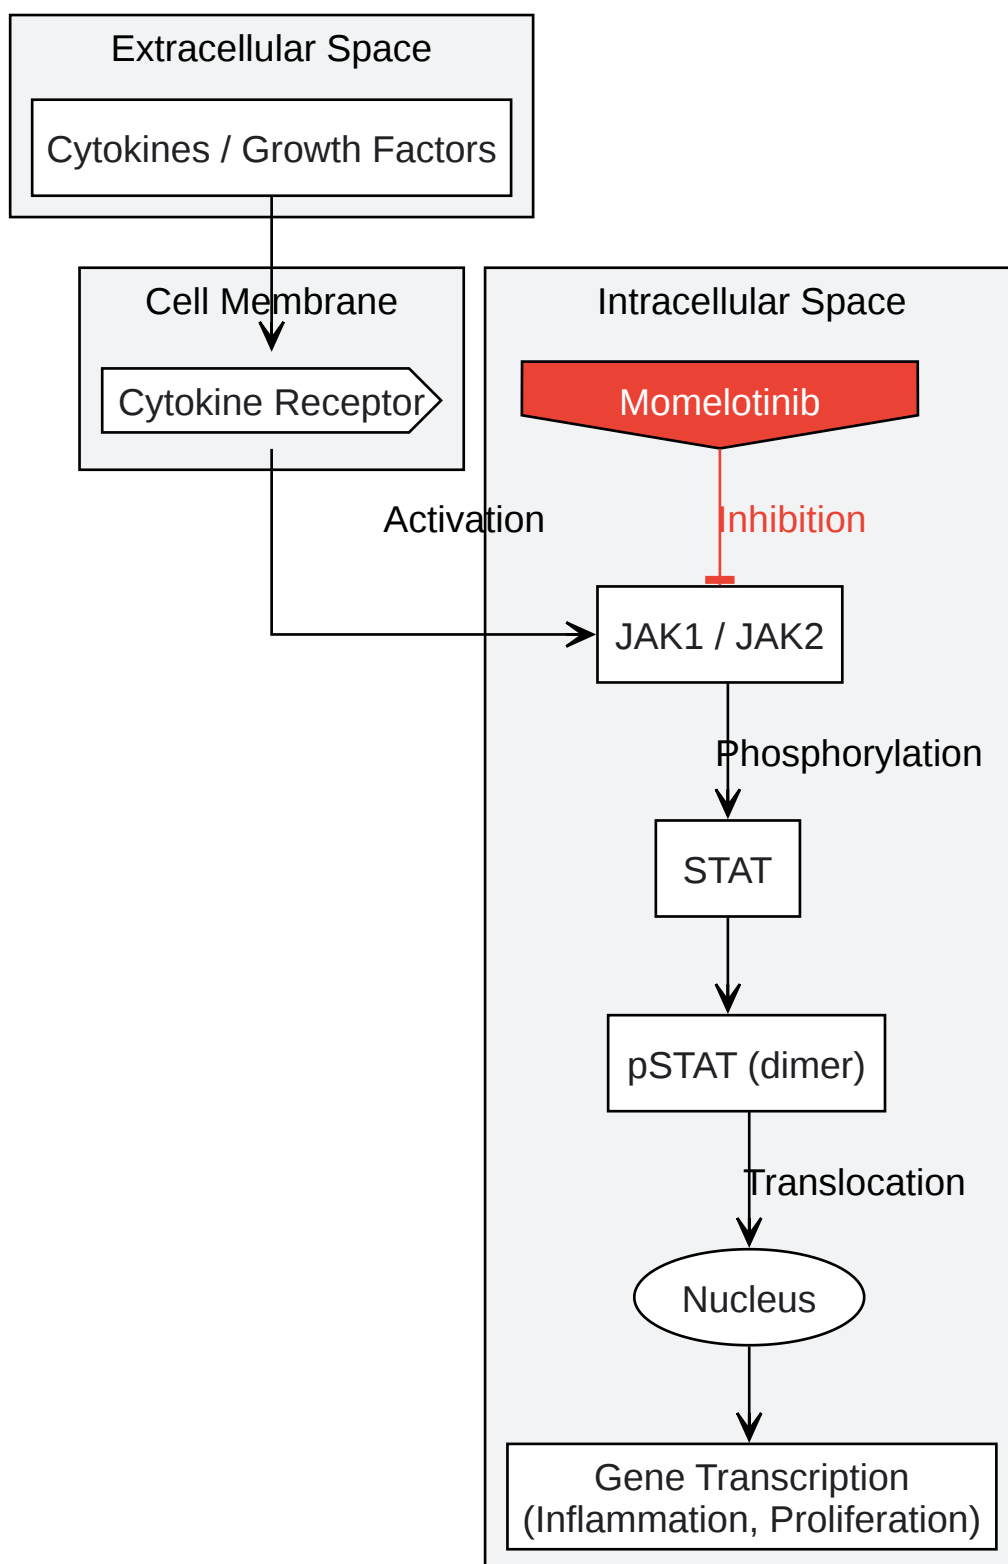 Extracellular Space
Cytokines / Growth Factors
Cell Membrane
Intracellular Space
Cytokine Receptor
Momelotinib
Activation
Inhibition
JAK1 / JAK2
Phosphorylation
STAT
pSTAT (dimer)
Translocation
Nucleus
Gene Transcription
(Inflammation, Proliferation)